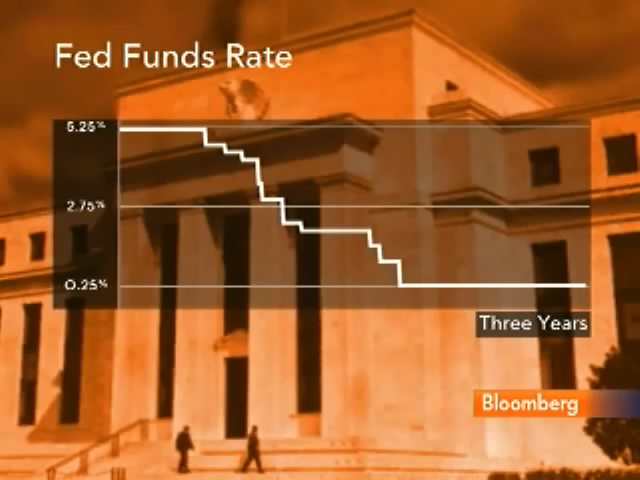 Fed Funds Rate
5.25%
2.75%
0.25%
Three Years
Bloomberg